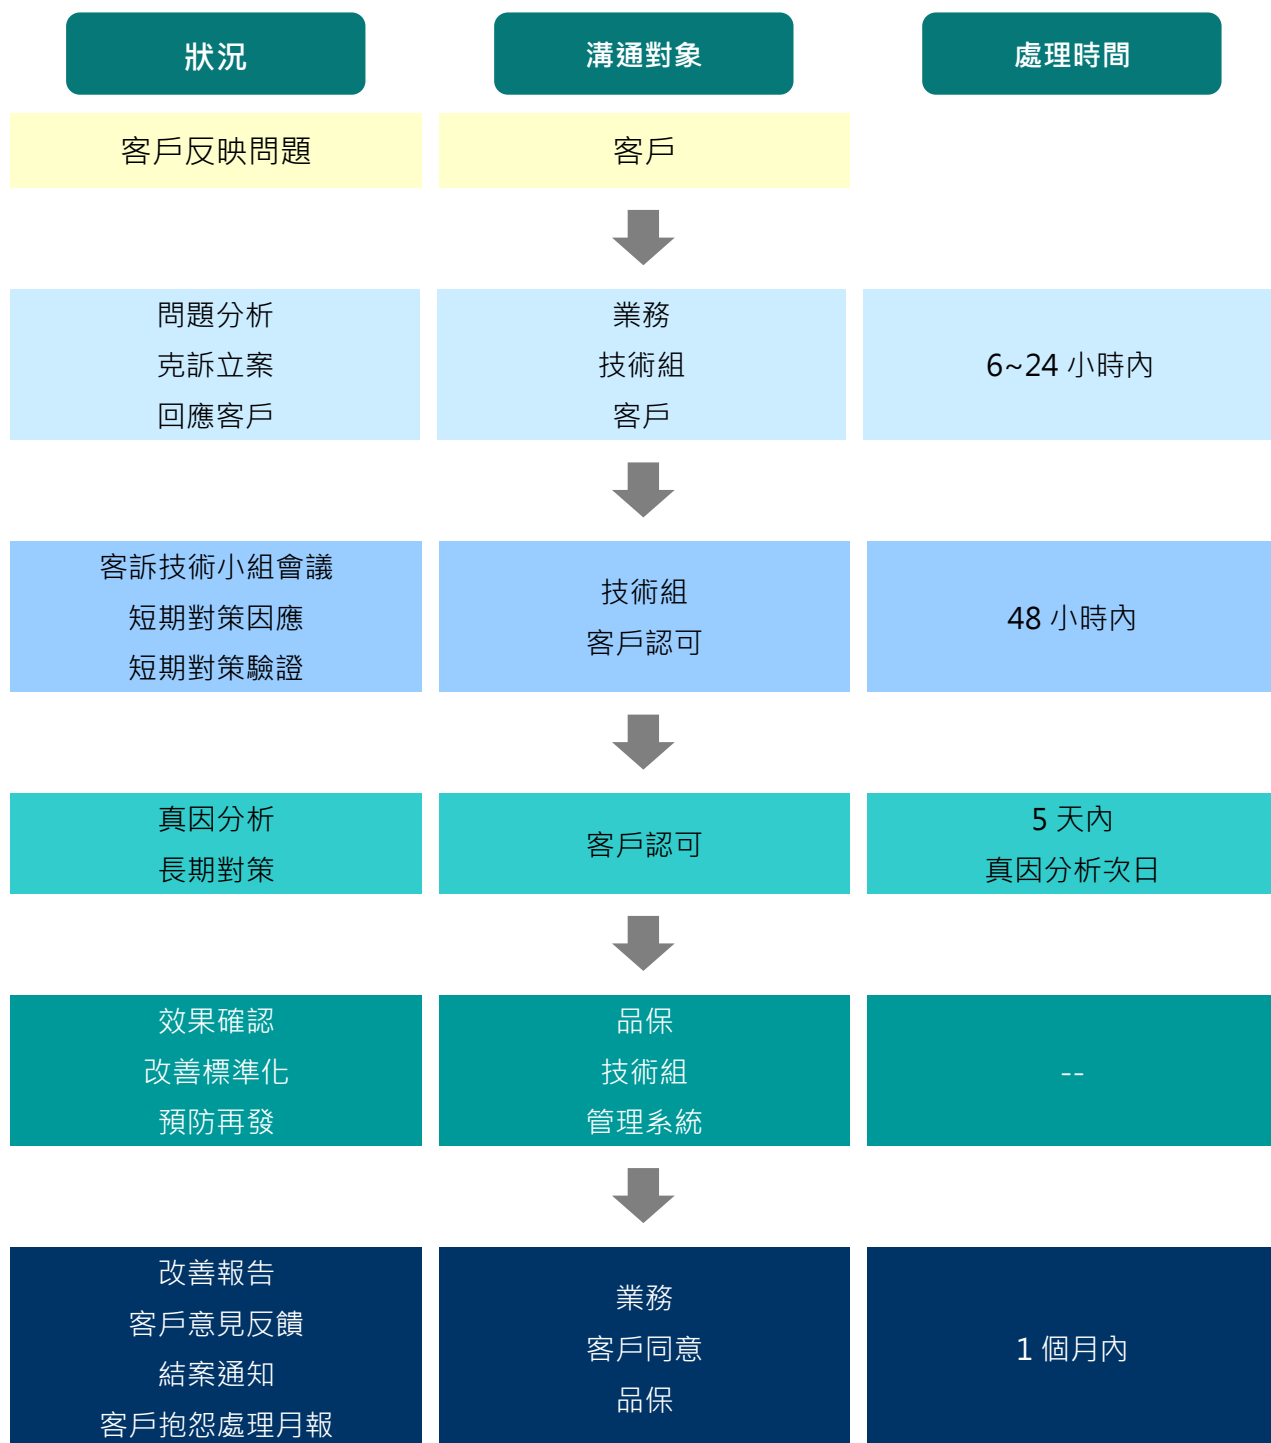 狀況
溝通對象
處理時間
客戶反映問題
客戶
問題分析
克訴立案
回應客戶
業務
技術組
客戶
6~24 小時內
客訴技術小組會議
短期對策因應
短期對策驗證
技術組
客戶認可
48 小時內
真因分析
長期對策
客戶認可
5 天內
真因分析次日
效果確認
改善標準化
預防再發
品保
技術組
管理系統
--
改善報告
客戶意見反饋
結案通知
客戶抱怨處理月報
業務
客戶同意
品保
1 個月內